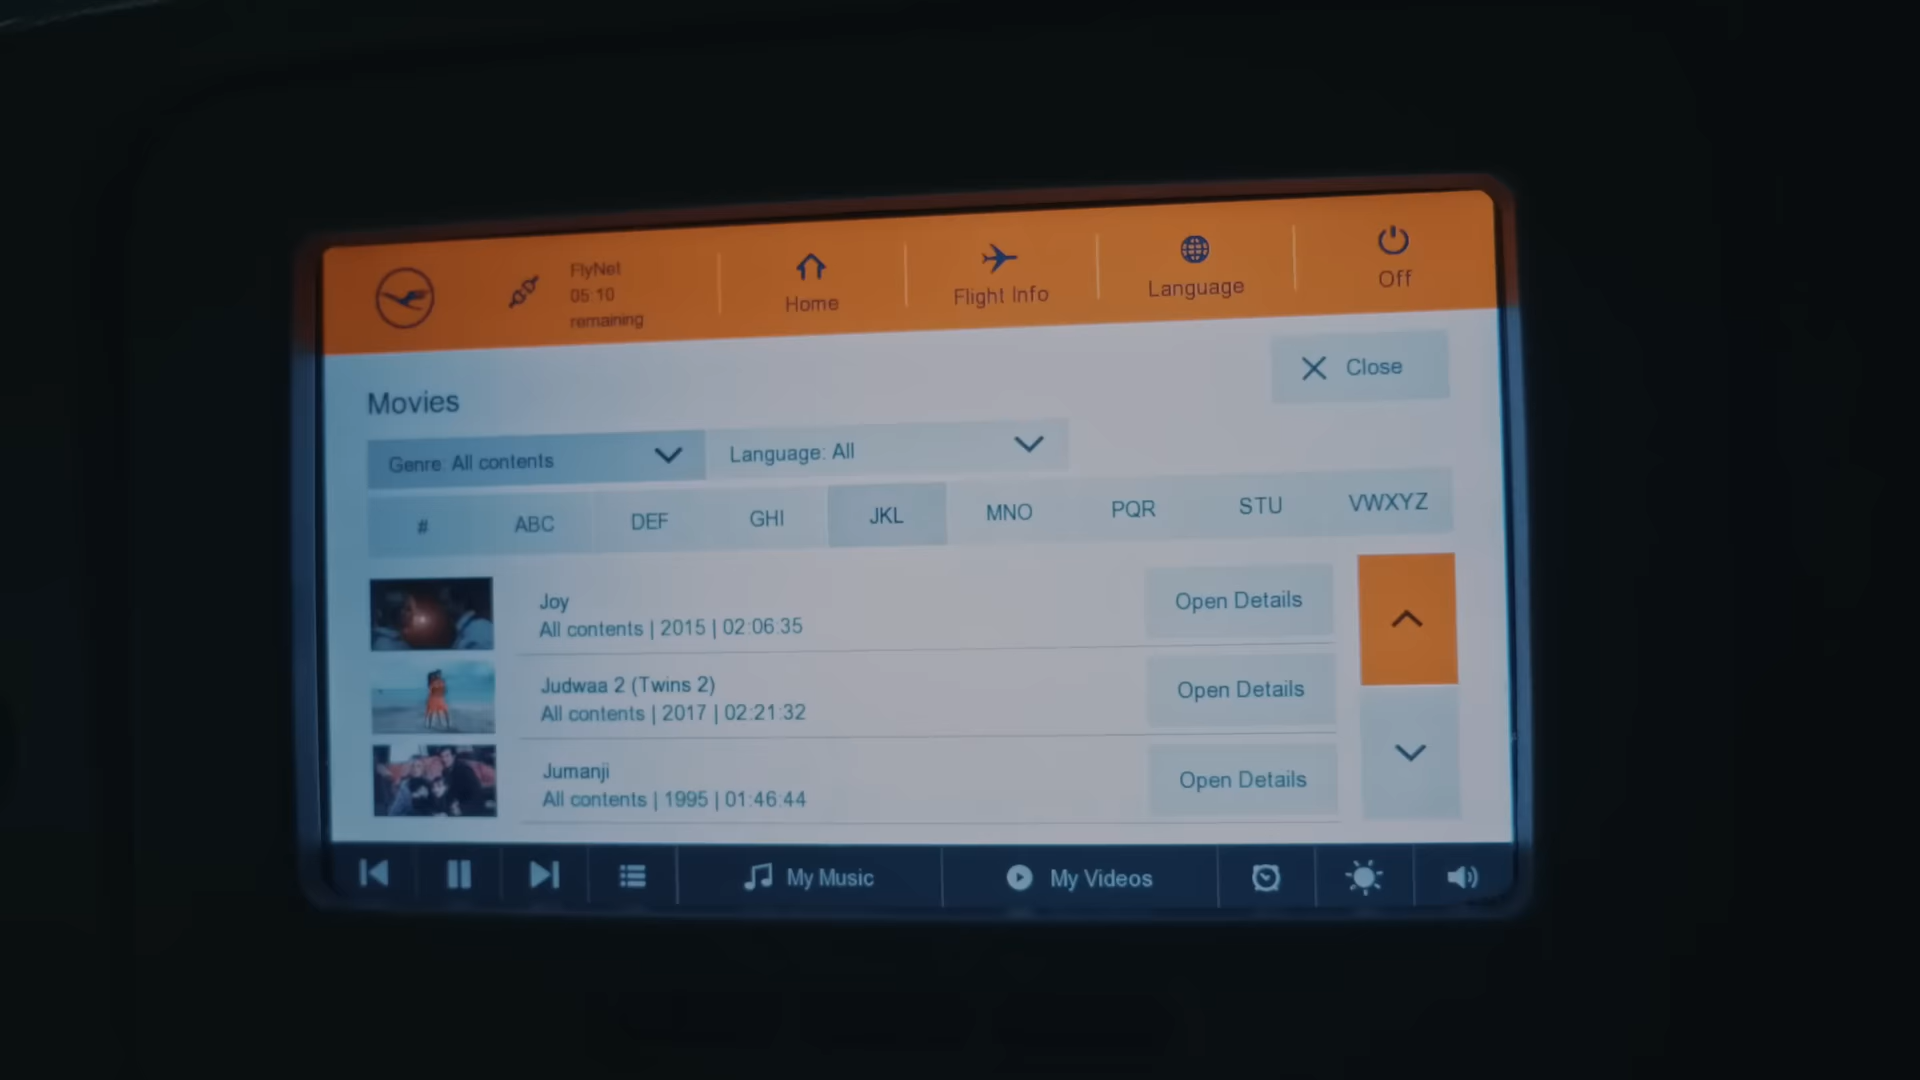 FlyNet
05:10
remaining
Home
Flight Info
Language
Off
Close
Movies
Genre: All contents
Language: All
# ABC DEF GHI JKL MNO PQR STU VWXYZ
Joy
All contents | 2015 | 02:06:35
Open Details
Judwaa 2 (Twins 2)
All contents | 2017 | 02:21:32
Open Details
Jumanji
All contents | 1995 | 01:46:44
Open Details
My Music
My Videos